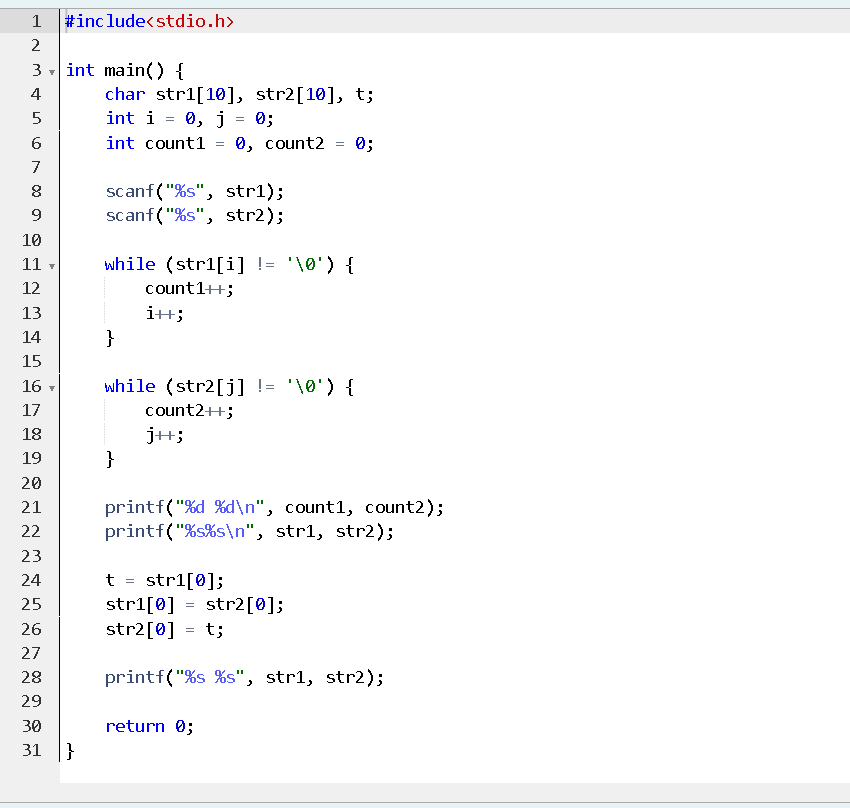 1 #include<stdio.h>
2
3 int main() {
4     char str1[10], str2[10], t;
5     int i = 0, j = 0;
6     int count1 = 0, count2 = 0;
7
8     scanf("%s", str1);
9     scanf("%s", str2);
10
11     while (str1[i] != '\0') {
12         count1++;
13         i++;
14     }
15
16     while (str2[j] != '\0') {
17         count2++;
18         j++;
19     }
20
21     printf("%d %d\n", count1, count2);
22     printf("%s%s\n", str1, str2);
23
24     t = str1[0];
25     str1[0] = str2[0];
26     str2[0] = t;
27
28     printf("%s %s", str1, str2);
29
30     return 0;
31 }